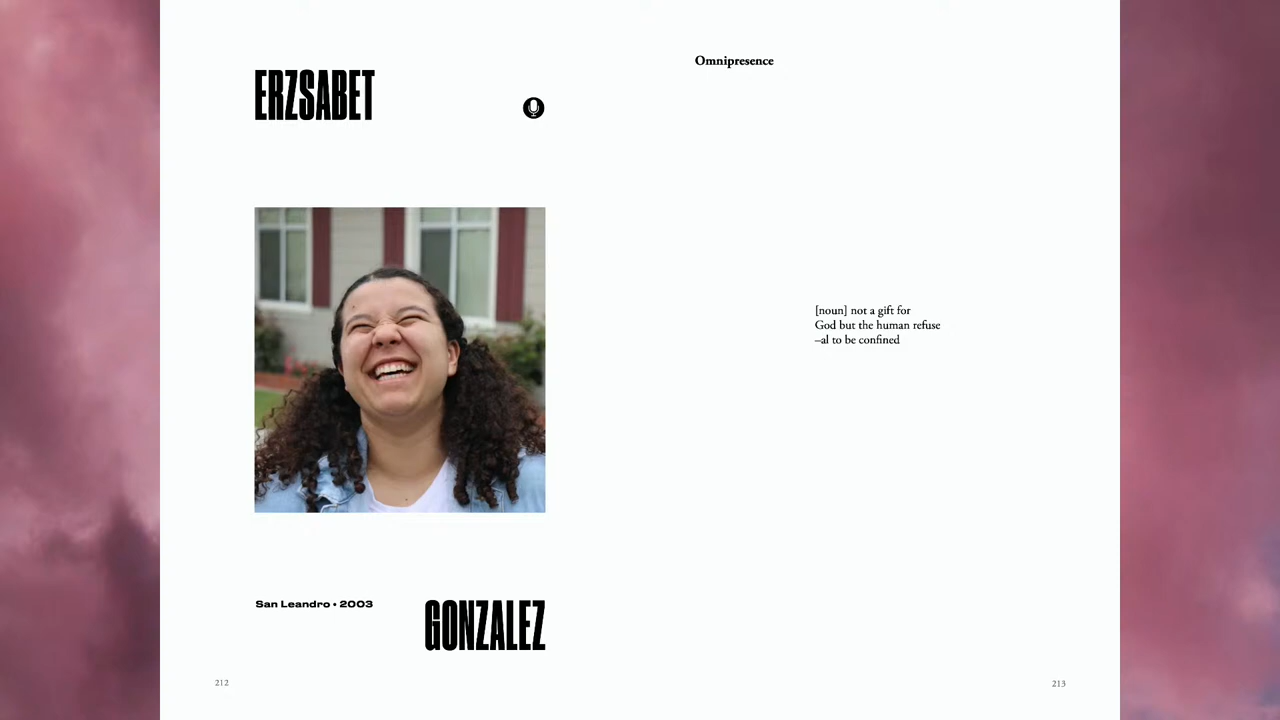 ERZSABET
San Leandro • 2003
GONZALEZ
212
Omnipresence
[noun] not a gift for
God but the human refuse
–al to be confined
213